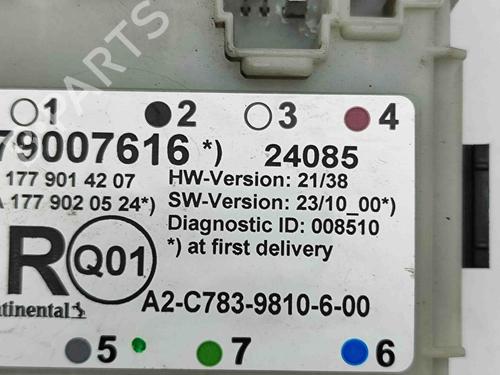 1 2 3 4
79007616 *) 24085
177 901 42 07 HW-Version: 21/38
A 177 902 05 24*) SW-Version: 23/10_00*)
Diagnostic ID: 008510
*) at first delivery
R Q01
A2-C783-9810-6-00
ntinental
5 7 6